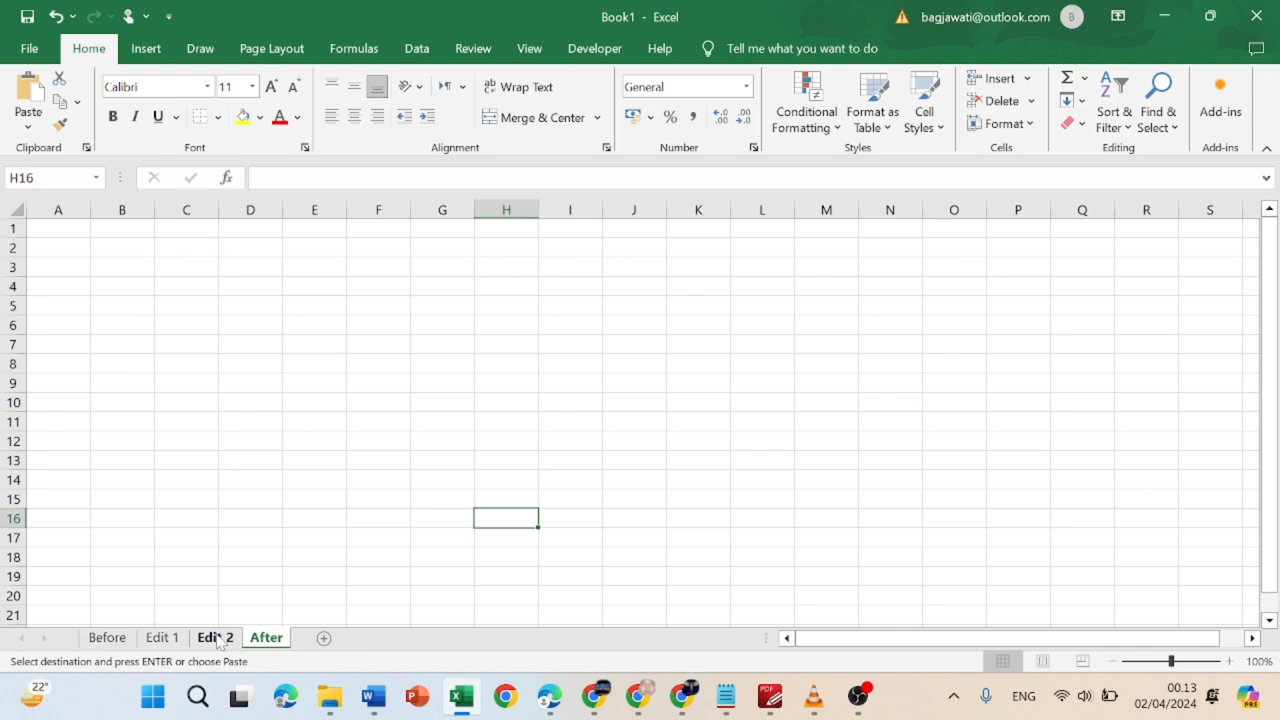 Book1 - Excel
bagjawati@outlook.com
B
File Home Insert Draw Page Layout Formulas Data Review View Developer Help Tell me what you want to do
Calibri 11
Wrap Text
General
Insert
Delete
Format
Paste
Merge & Center
Conditional Formatting
Format as Table
Cell Styles
Sort & Filter
Find & Select
Add-ins
Clipboard Font Alignment Number Styles Cells Editing Add-ins
H16
fx
A B C D E F G H I J K L M N O P Q R S
1
2
3
4
5
6
7
8
9
10
11
12
13
14
15
16
17
18
19
20
21
Before Edit 1 Edit 2 After
Select destination and press ENTER or choose Paste
100%
22°
ENG
00.13
02/04/2024